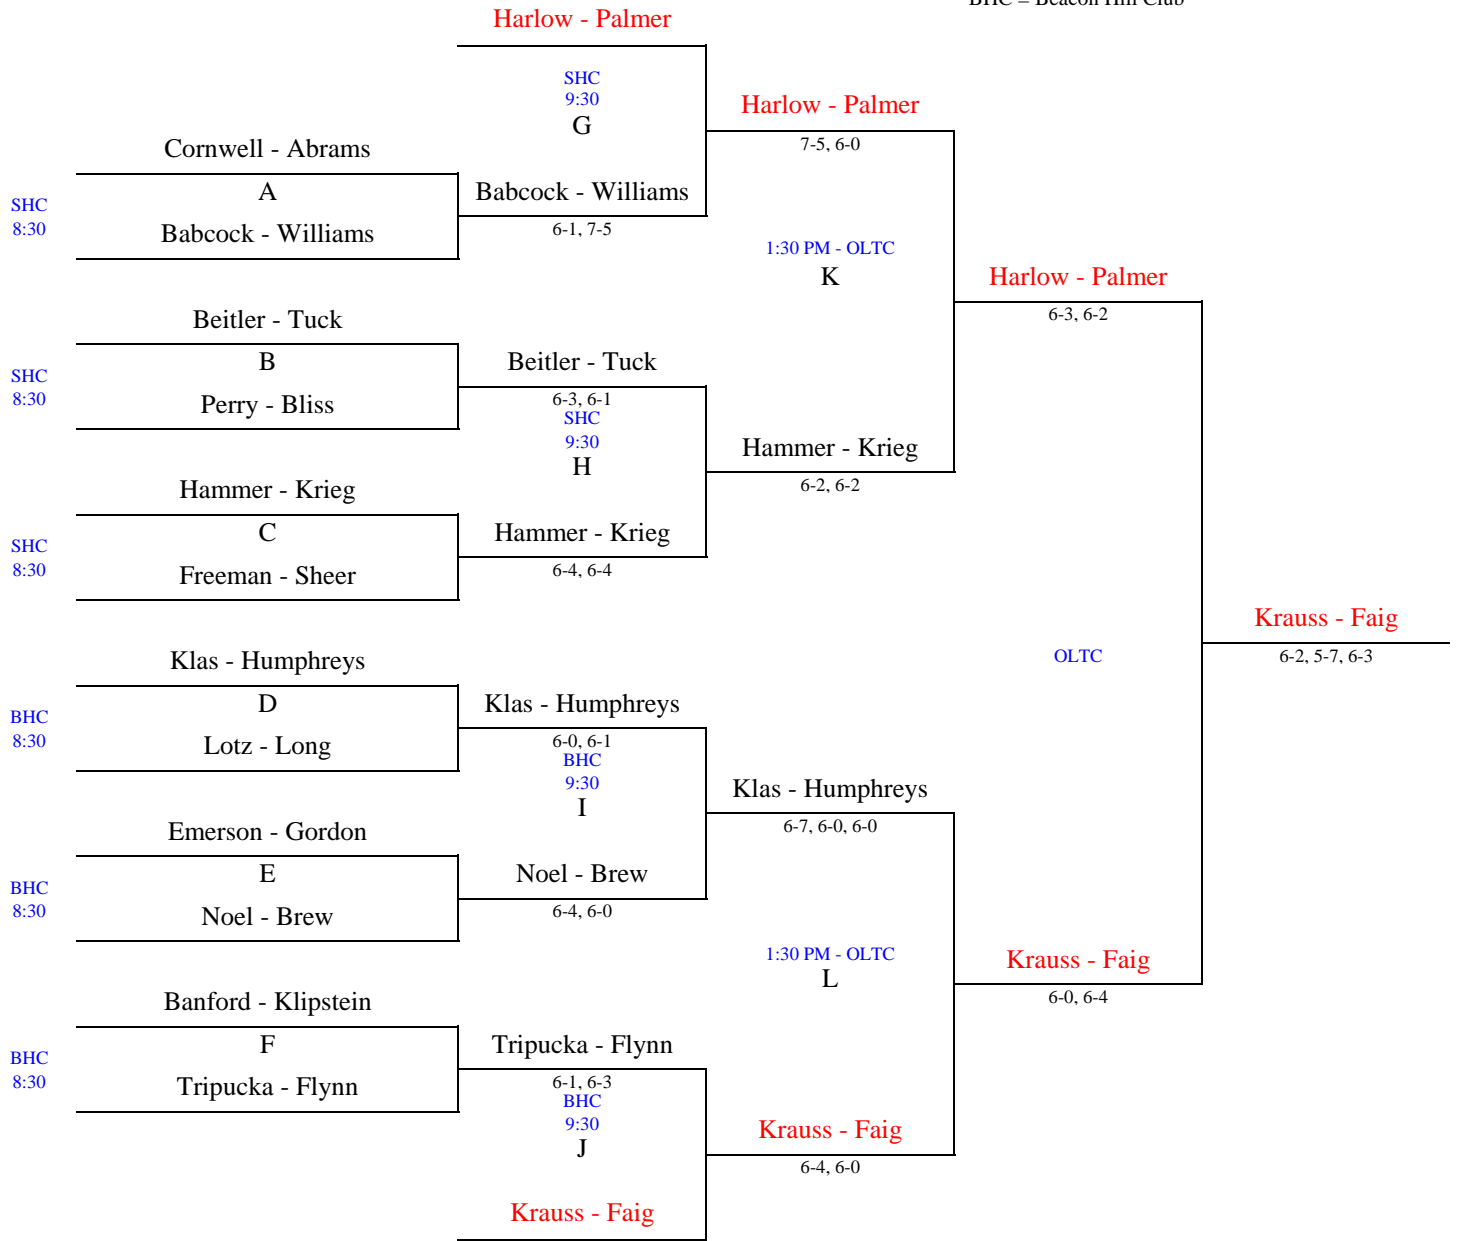 BHC = Beacon Hill Club
Harlow - Palmer
SHC
9:30
G
Harlow - Palmer
7-5, 6-0
Cornwell - Abrams
SHC
8:30
A
Babcock - Williams
Babcock - Williams
6-1, 7-5
1:30 PM - OLTC
K
Harlow - Palmer
6-3, 6-2
Beitler - Tuck
SHC
8:30
B
Perry - Bliss
Beitler - Tuck
6-3, 6-1
SHC
9:30
H
Hammer - Krieg
6-2, 6-2
Hammer - Krieg
SHC
8:30
C
Freeman - Sheer
Hammer - Krieg
6-4, 6-4
Krauss - Faig
6-2, 5-7, 6-3
OLTC
Klas - Humphreys
BHC
8:30
D
Lotz - Long
Klas - Humphreys
6-0, 6-1
BHC
9:30
I
Klas - Humphreys
6-7, 6-0, 6-0
Emerson - Gordon
BHC
8:30
E
Noel - Brew
Noel - Brew
6-4, 6-0
1:30 PM - OLTC
L
Krauss - Faig
6-0, 6-4
Banford - Klipstein
BHC
8:30
F
Tripucka - Flynn
Tripucka - Flynn
6-1, 6-3
BHC
9:30
J
Krauss - Faig
6-4, 6-0
Krauss - Faig